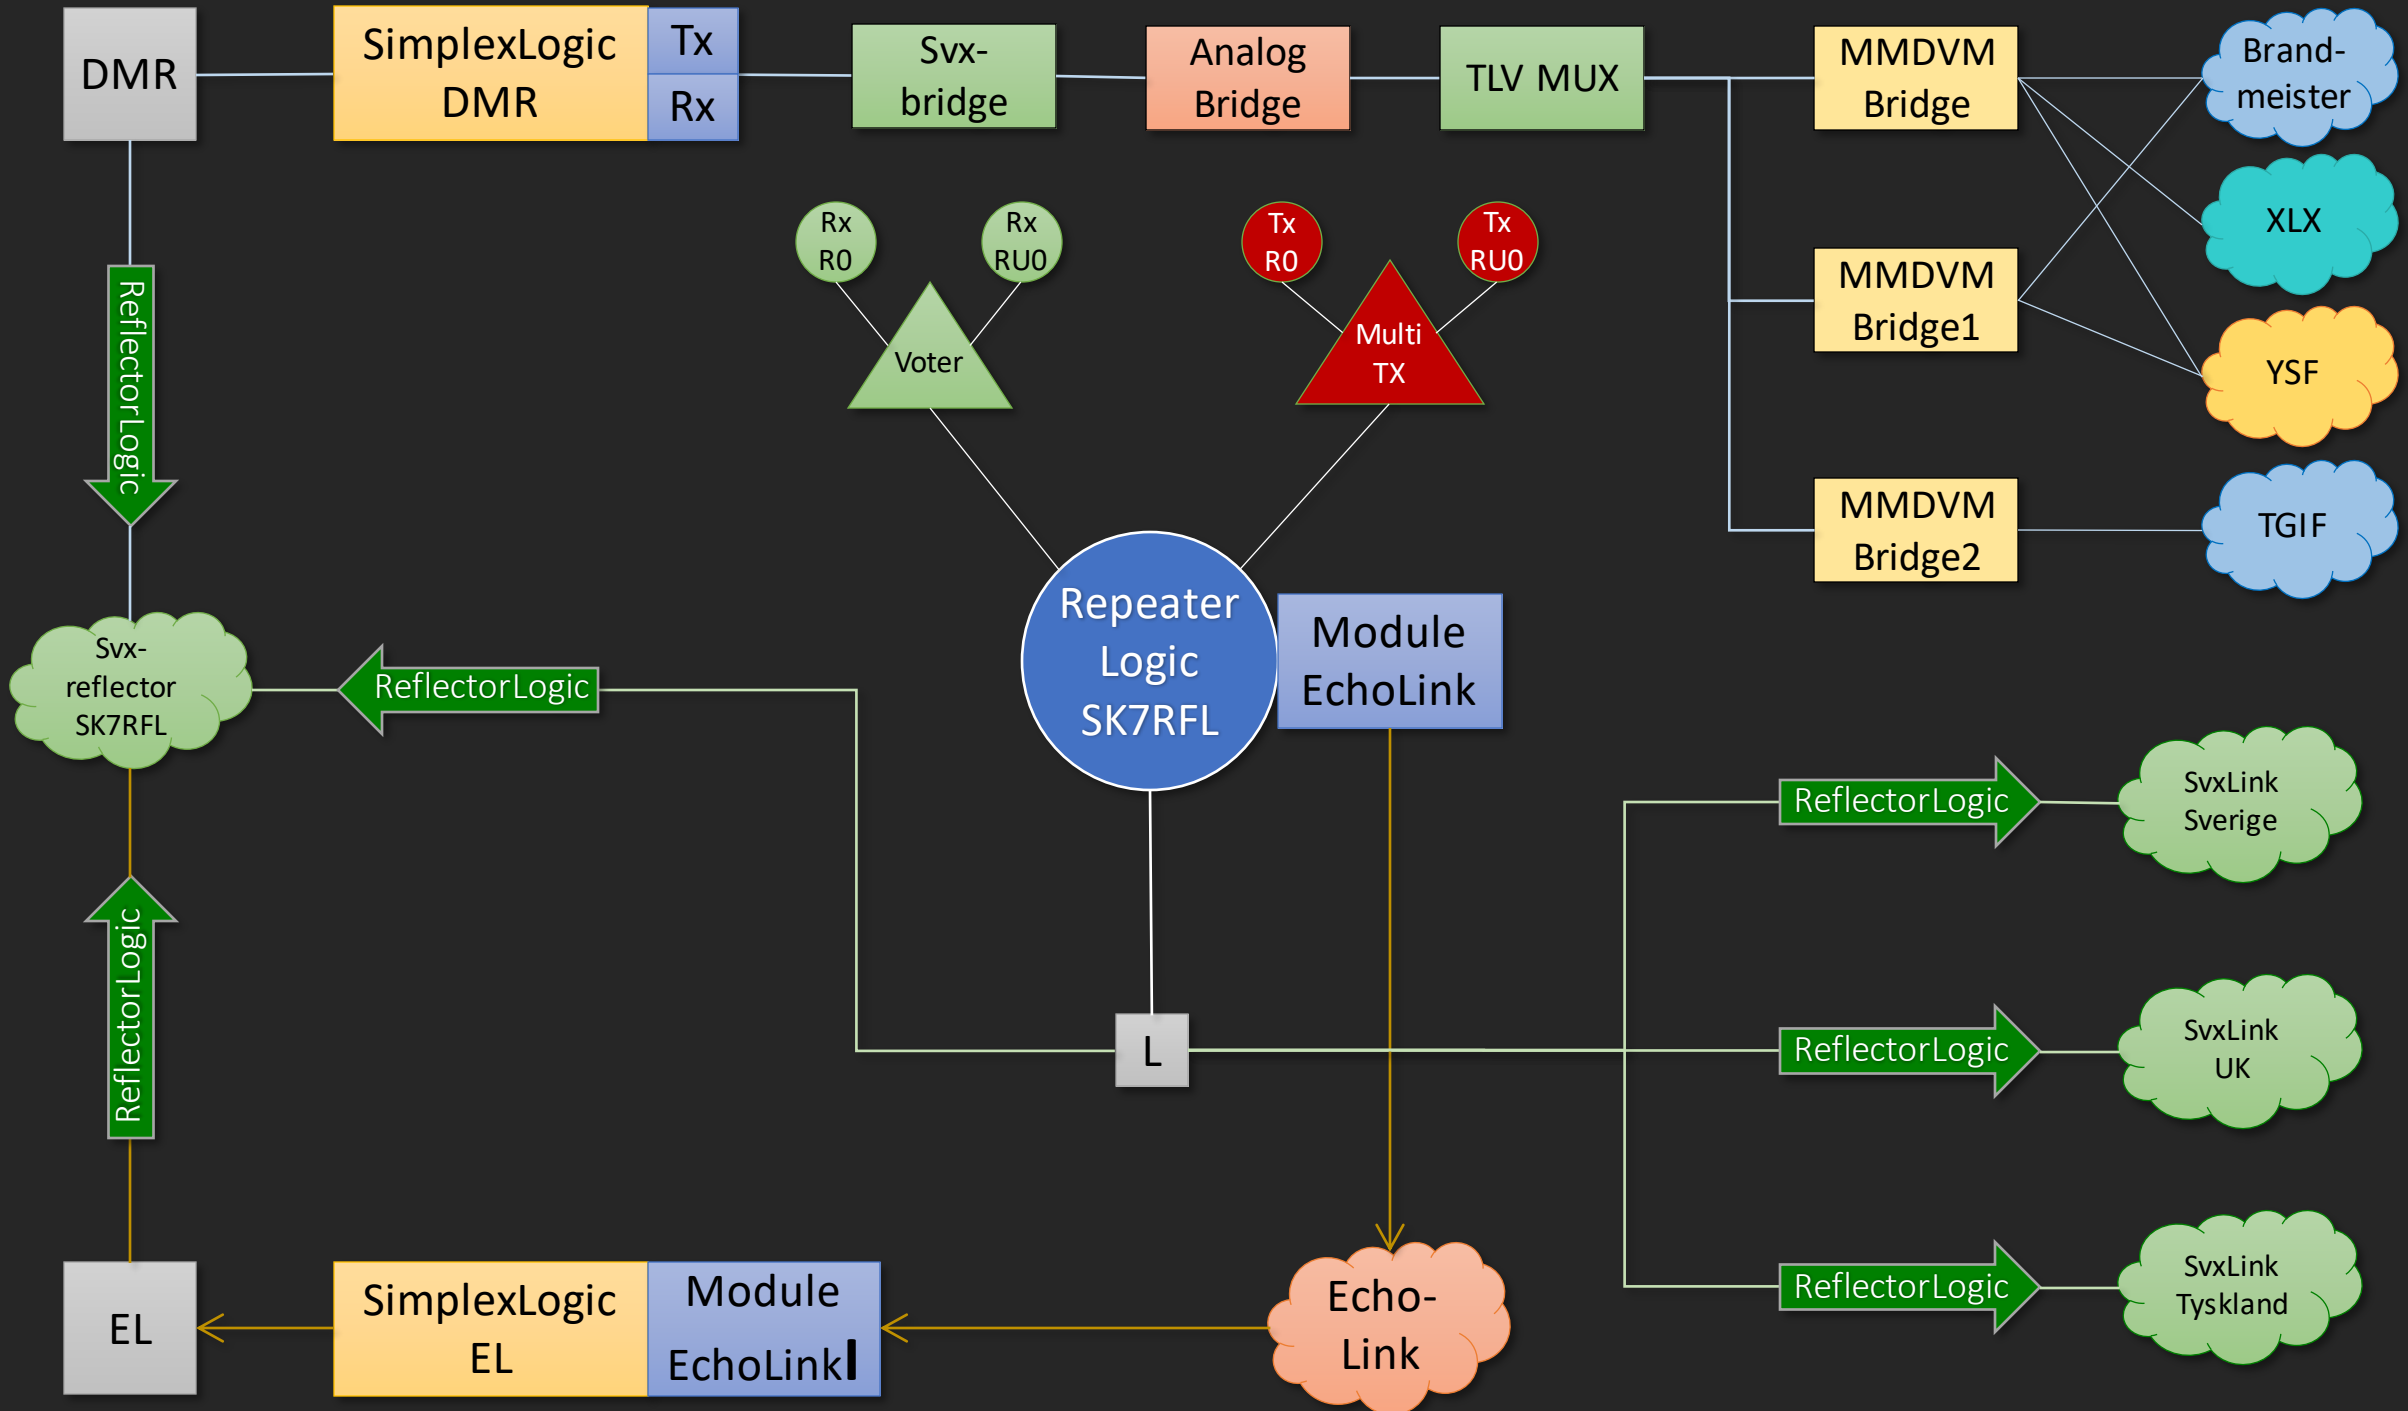 DMR
SimplexLogic
DMR
Tx
Rx
Svx-
bridge
Analog
Bridge
TLV MUX
MMDVM
Bridge
Brand-
meister
Rx
R0
Rx
RU0
Tx
R0
Tx
RU0
XLX
MMDVM
Bridge1
Voter
Multi
TX
YSF
ReflectorLogic
MMDVM
Bridge2
TGIF
Repeater
Logic
SK7RFL
Module
EchoLink
Svx-
reflector
SK7RFL
ReflectorLogic
ReflectorLogic
SvxLink
Sverige
ReflectorLogic
L
ReflectorLogic
SvxLink
UK
ReflectorLogic
SvxLink
Tyskland
EL
SimplexLogic
EL
Module
EchoLinkI
Echo-
Link